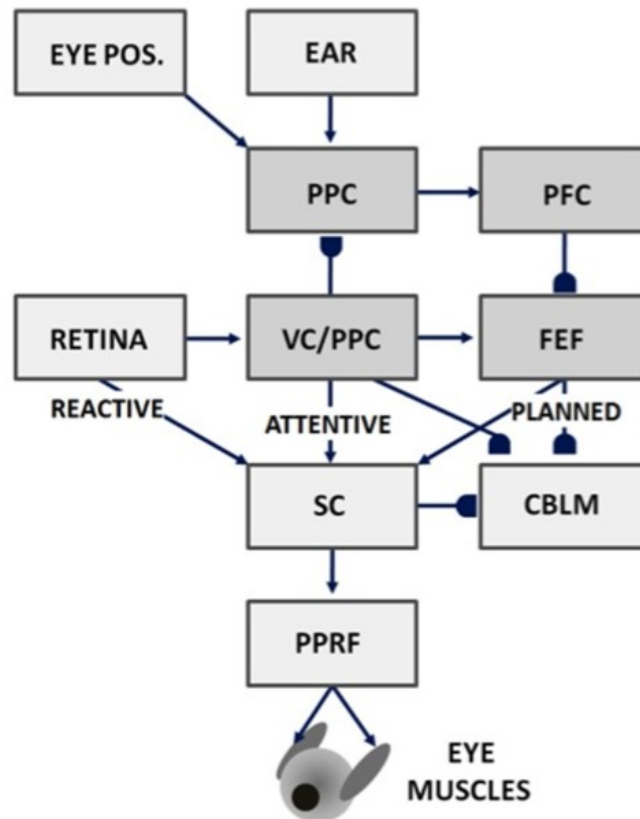 EYE POS.
EAR
PPC
PFC
RETINA
VC/PPC
FEF
REACTIVE
ATTENTIVE
PLANNED
SC
CBLM
PPRF
EYE
MUSCLES